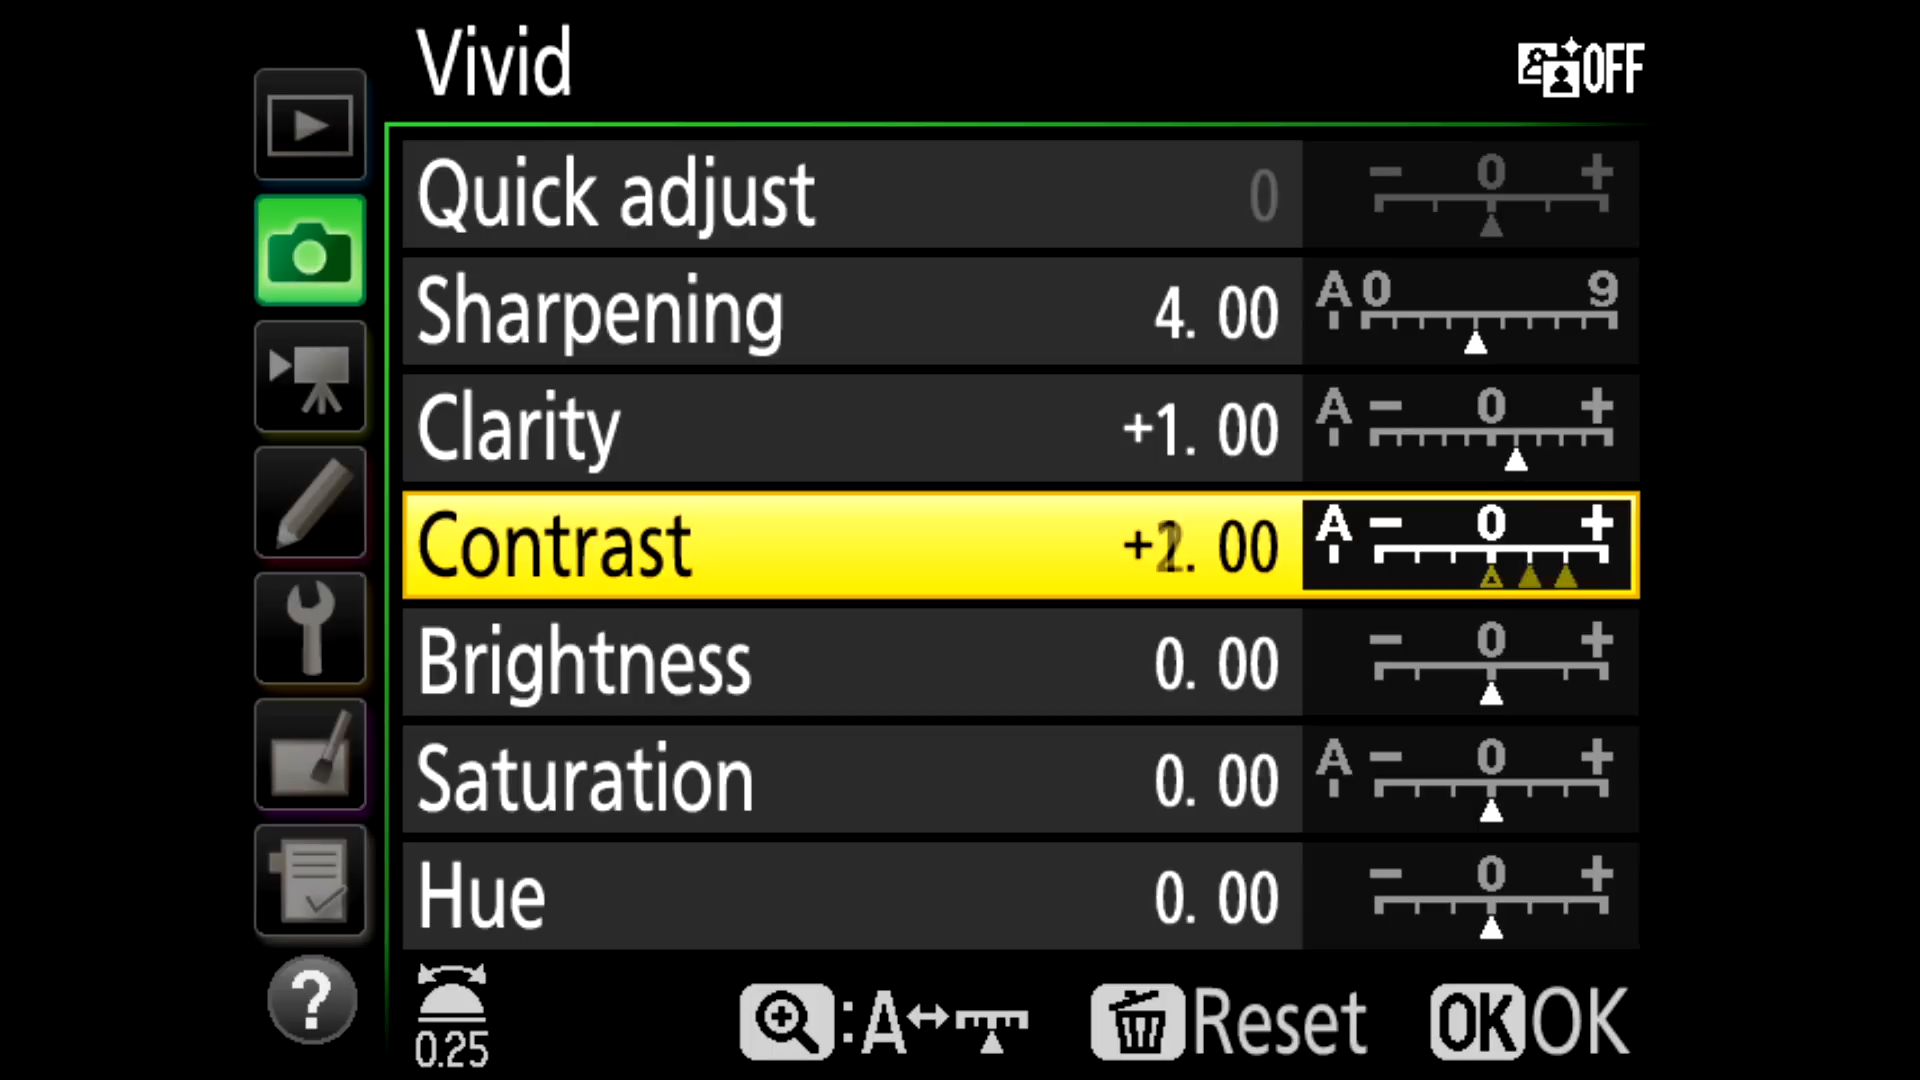 Vivid
OFF
Quick adjust 0 − 0 +
Sharpening 4.00 A 0 9
Clarity +1.00 A − 0 +
Contrast A − 0 +
Brightness 0.00 − 0 +
Saturation 0.00 A − 0 +
Hue 0.00 − 0 +
? 0.25 :A↔ Reset OK OK